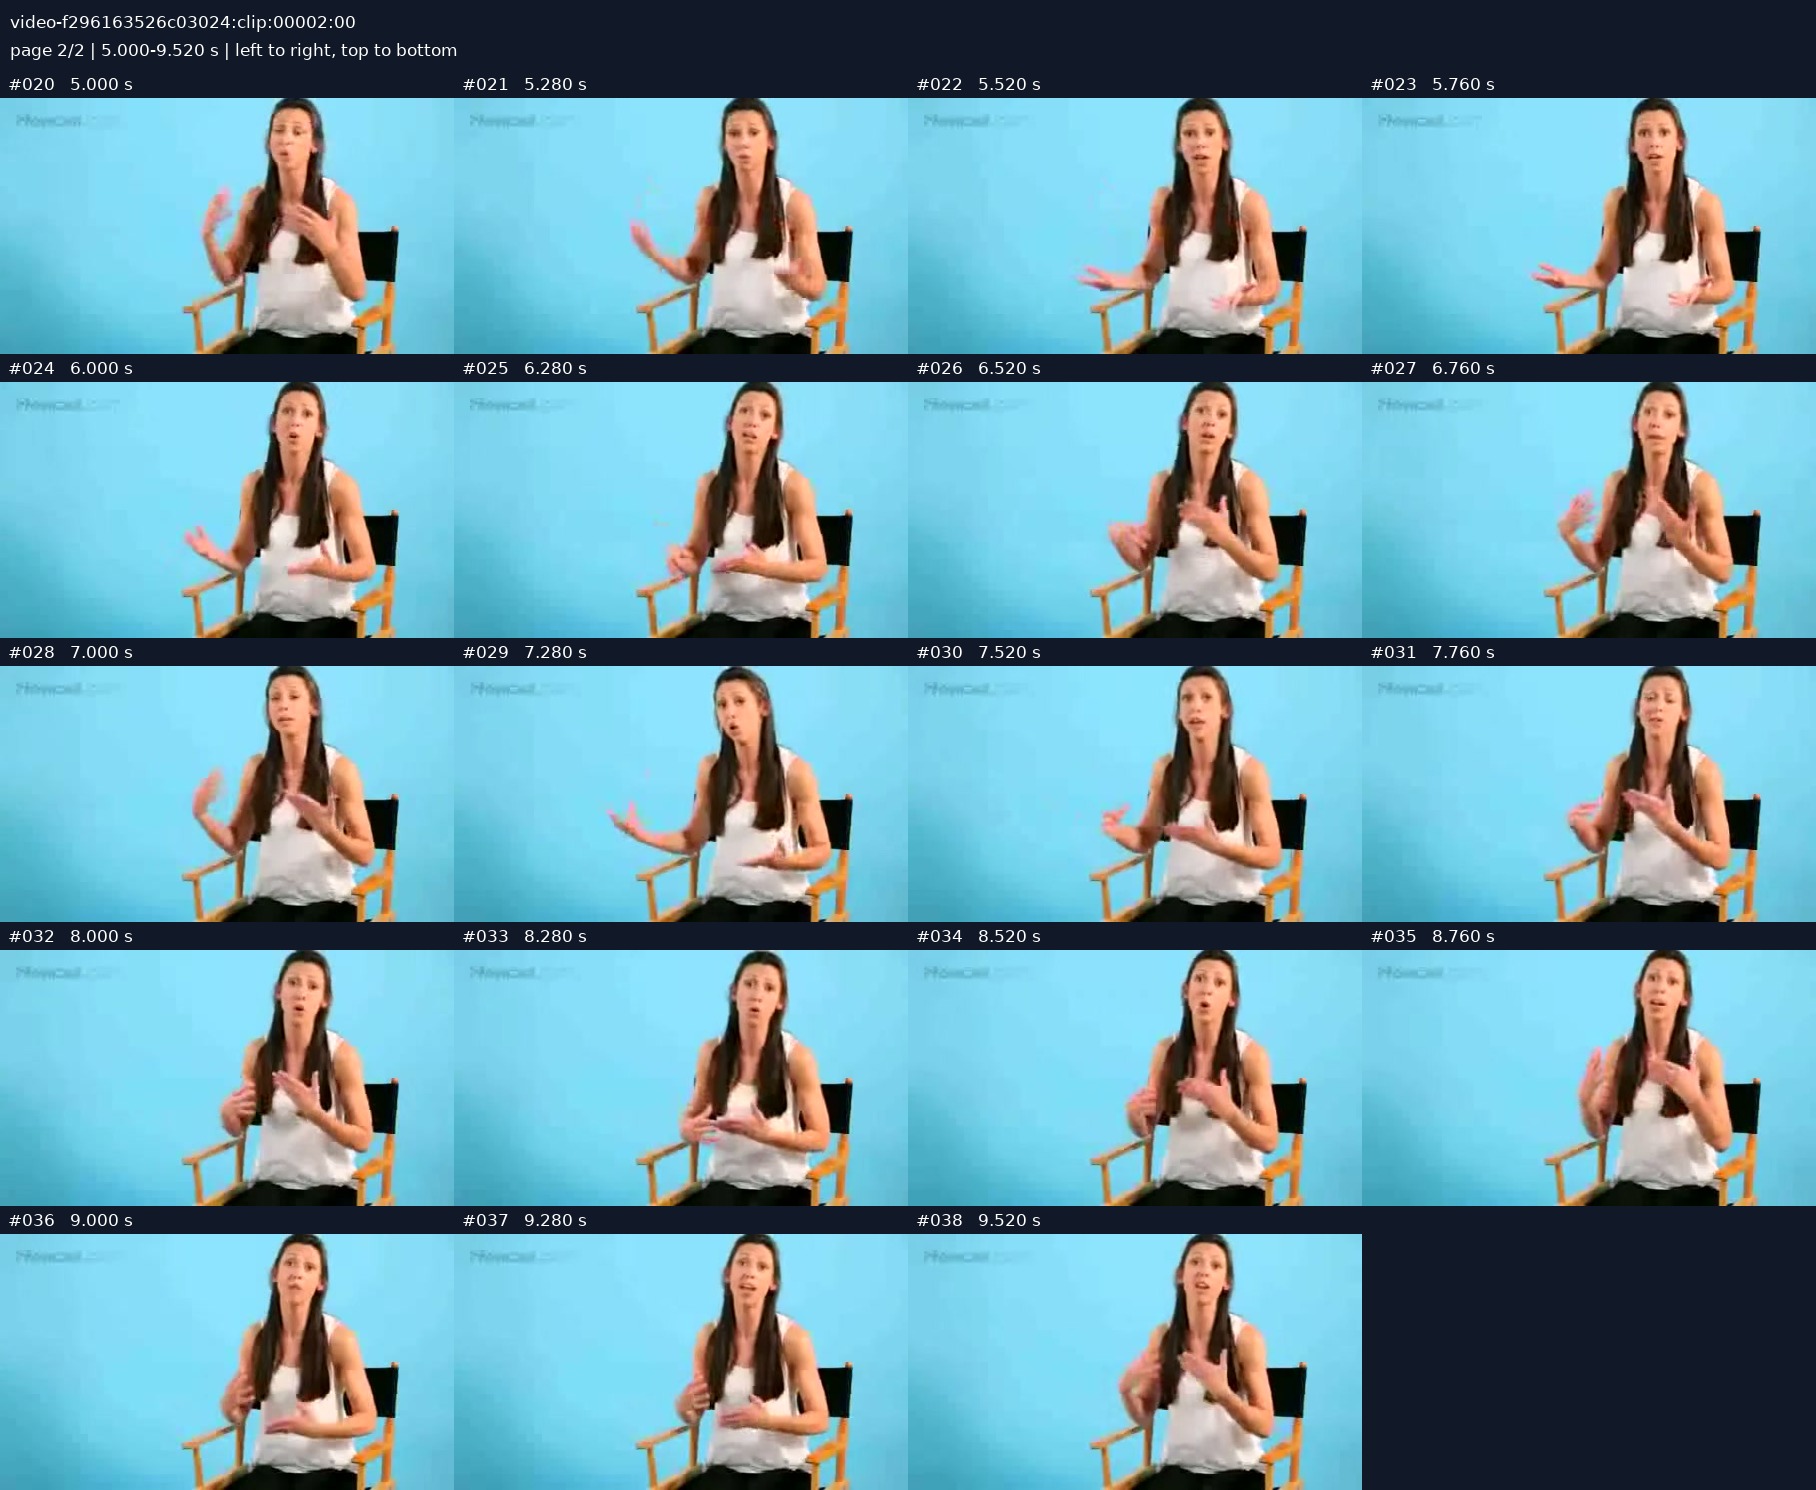 video-f296163526c03024:clip:00002:00
page 2/2 | 5.000-9.520 s | left to right, top to bottom
#020 5.000 s
#021 5.280 s
#022 5.520 s
#023 5.760 s
#024 6.000 s
#025 6.280 s
#026 6.520 s
#027 6.760 s
#028 7.000 s
#029 7.280 s
#030 7.520 s
#031 7.760 s
#032 8.000 s
#033 8.280 s
#034 8.520 s
#035 8.760 s
#036 9.000 s
#037 9.280 s
#038 9.520 s